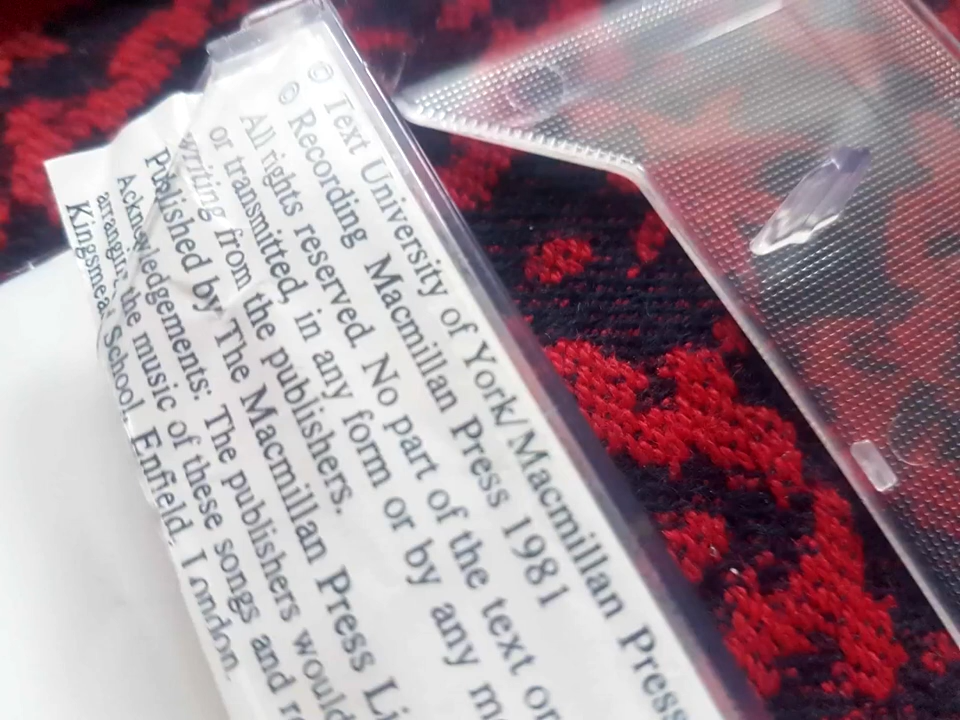 © Text University of York/Macmillan Press
© Recording Macmillan Press 1981
All rights reserved. No part of the text or
or transmitted, in any form or by any
writing from the publishers.
Published by The Macmillan Press
Acknowledgements: The publishers would
arranging the music of these songs and
Kingsmead School, Enfield, London.